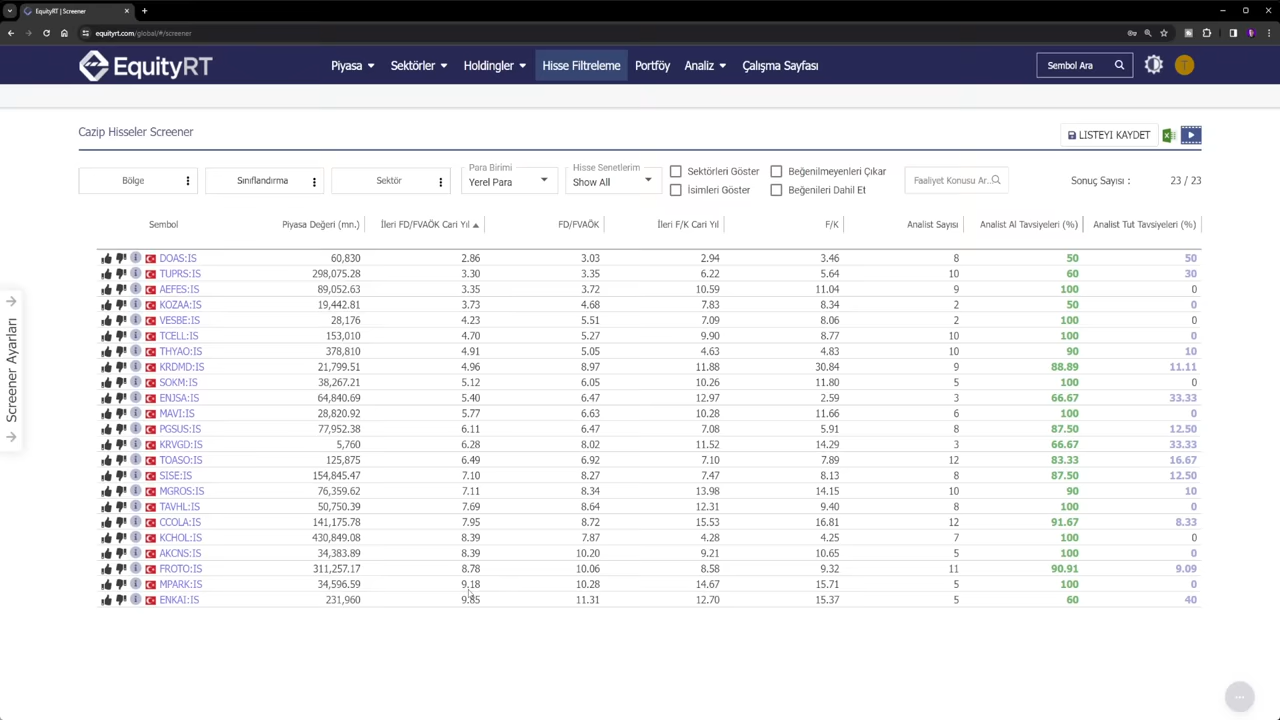 EquityRT | Screener
equityrt.com/global/#/screener
EquityRT
Piyasa Sektörler Holdingler Hisse Filtreleme Portföy Analiz Çalışma Sayfası
Sembol Ara
T
Cazip Hisseler Screener
LISTEYI KAYDET
Bölge Sınıflandırma Sektör
Para Birimi
Yerel Para
Hisse Senetlerim
Show All
Sektörleri Göster Beğenilmeyenleri Çıkar
İsimleri Göster Beğenileri Dahil Et
Faaliyet Konusu Ar..
Sonuç Sayısı : 23 / 23
Sembol Piyasa Değeri (mn.) İleri FD/FVAÖK Cari Yıl FD/FVAÖK İleri F/K Cari Yıl F/K Analist Sayısı Analist Al Tavsiyeleri (%) Analist Tut Tavsiyeleri (%)
DOAS:IS 60,830 2.86 3.03 2.94 3.46 8 50 50
TUPRS:IS 298,075.28 3.30 3.35 6.22 5.64 10 60 30
AEFES:IS 89,052.63 3.35 3.72 10.59 11.04 9 100 0
KOZAA:IS 19,442.81 3.73 4.68 7.83 8.34 2 50 0
VESBE:IS 28,176 4.23 5.51 7.09 8.06 2 100 0
TCELL:IS 153,010 4.70 5.27 9.90 8.77 10 100 0
THYAO:IS 378,810 4.91 5.05 4.63 4.83 10 90 10
KRDMD:IS 21,799.51 4.96 8.97 11.88 30.84 9 88.89 11.11
SOKM:IS 38,267.21 5.12 6.05 10.26 11.80 5 100 0
ENJSA:IS 64,840.69 5.40 6.47 12.97 2.59 3 66.67 33.33
MAVI:IS 28,820.92 5.77 6.63 10.28 11.66 6 100 0
PGSUS:IS 77,952.38 6.11 6.47 7.08 5.91 8 87.50 12.50
KRVGD:IS 5,760 6.28 8.02 11.52 14.29 3 66.67 33.33
TOASO:IS 125,875 6.49 6.92 7.10 7.89 12 83.33 16.67
SISE:IS 154,845.47 7.10 8.27 7.47 8.13 8 87.50 12.50
MGROS:IS 76,359.62 7.11 8.34 13.98 14.15 10 90 10
TAVHL:IS 50,750.39 7.69 8.64 12.31 9.40 8 100 0
CCOLA:IS 141,175.78 7.95 8.72 15.53 16.81 12 91.67 8.33
KCHOL:IS 430,849.08 8.39 7.87 4.28 4.25 7 100 0
AKCNS:IS 34,383.89 8.39 10.20 9.21 10.65 5 100 0
FROTO:IS 311,257.17 8.78 10.06 8.58 9.32 11 90.91 9.09
MPARK:IS 34,596.59 9.18 10.28 14.67 15.71 5 100 0
ENKAI:IS 231,960 11.31 12.70 15.37 5 60 40
Screener Ayarları